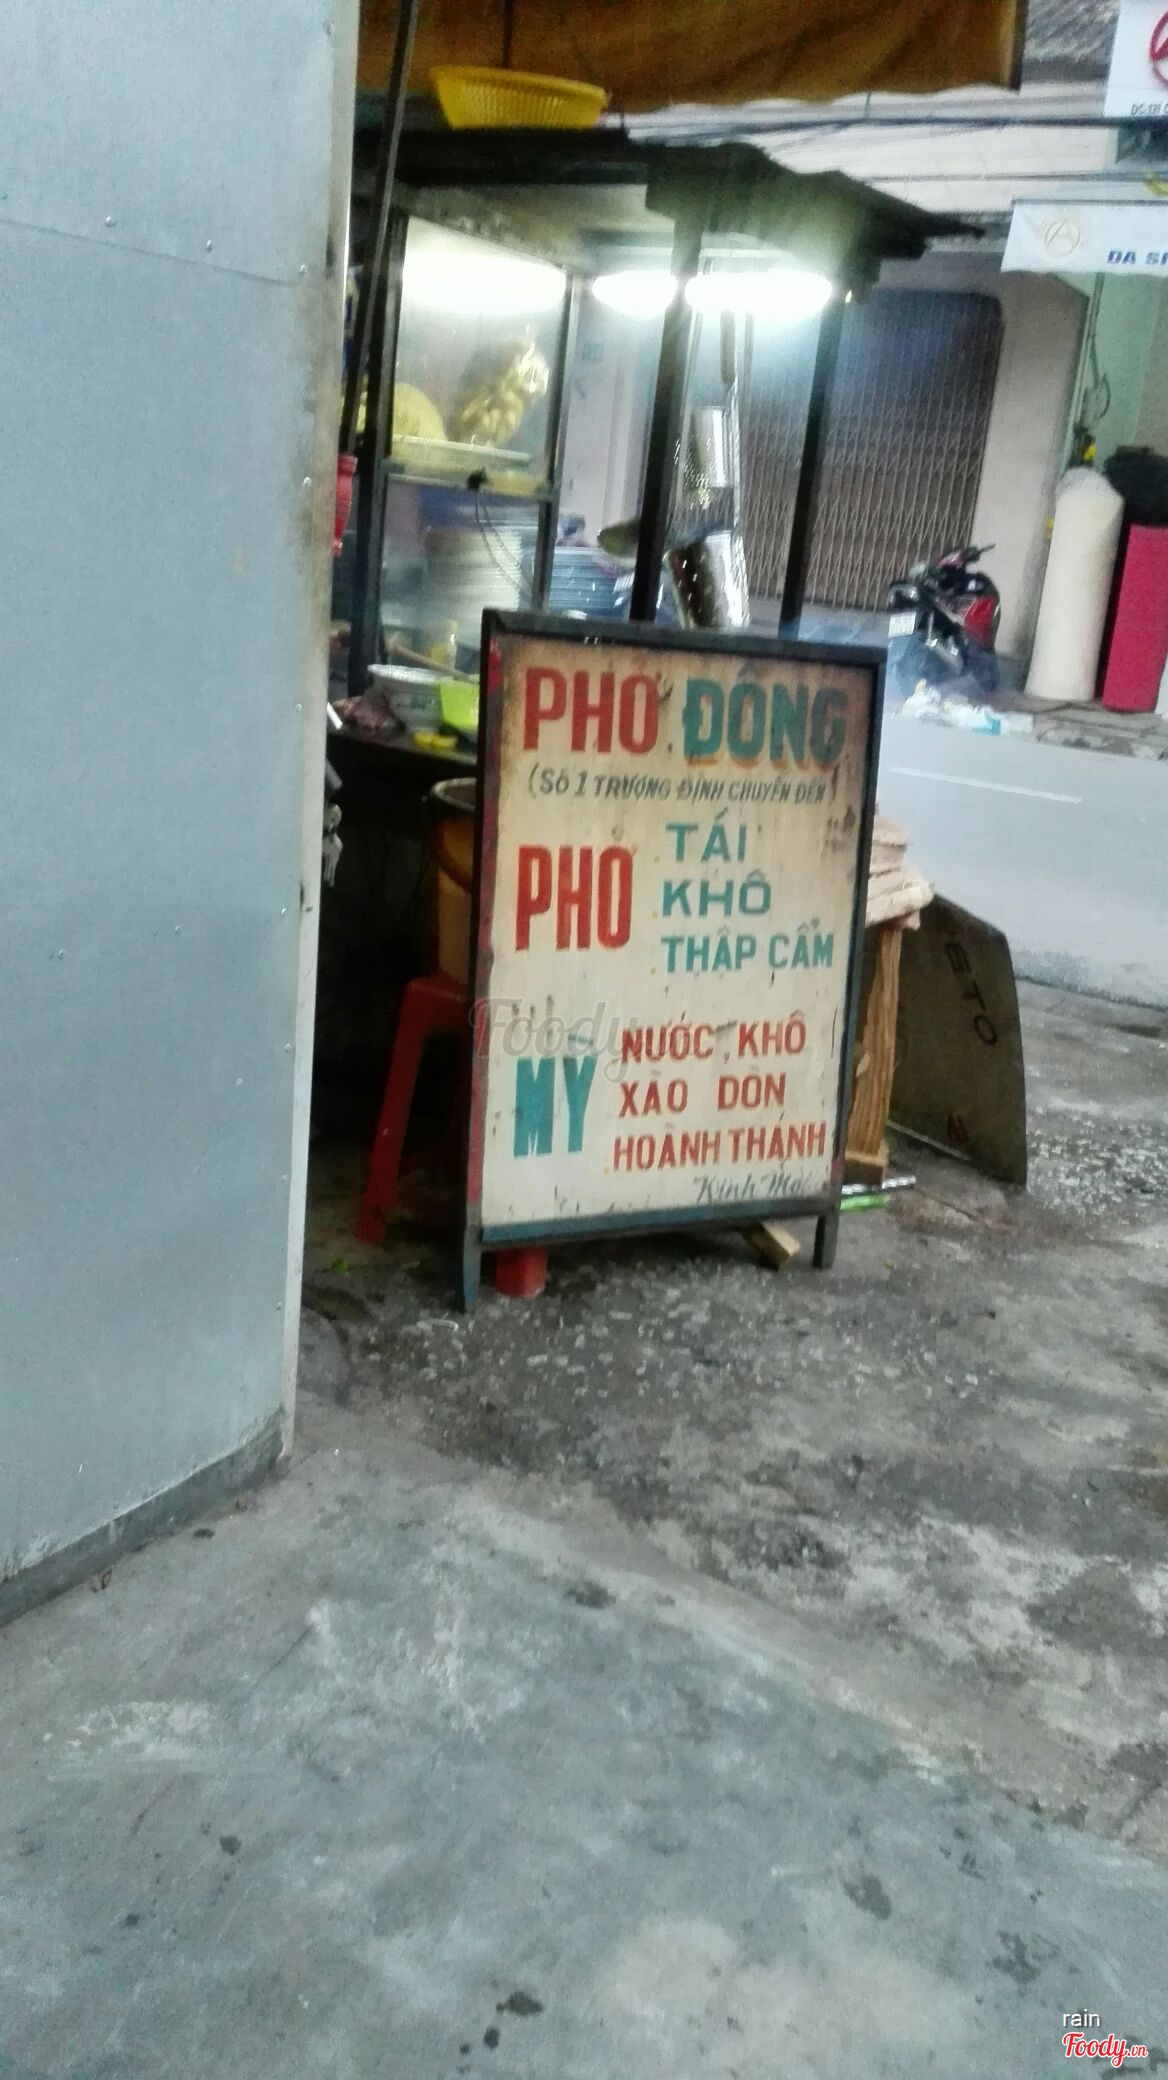 PHỞ ĐÔNG
(SỐ 1 TRƯƠNG ĐỊNH CHUYỂN ĐẾN)
PHỞ
TÁI
KHÔ
THẬP CẨM
MỲ
NƯỚC, KHÔ
XÀO DÒN
HOÀNH THÁNH
Kính Mời
Foody
DA
rain
Foody.vn